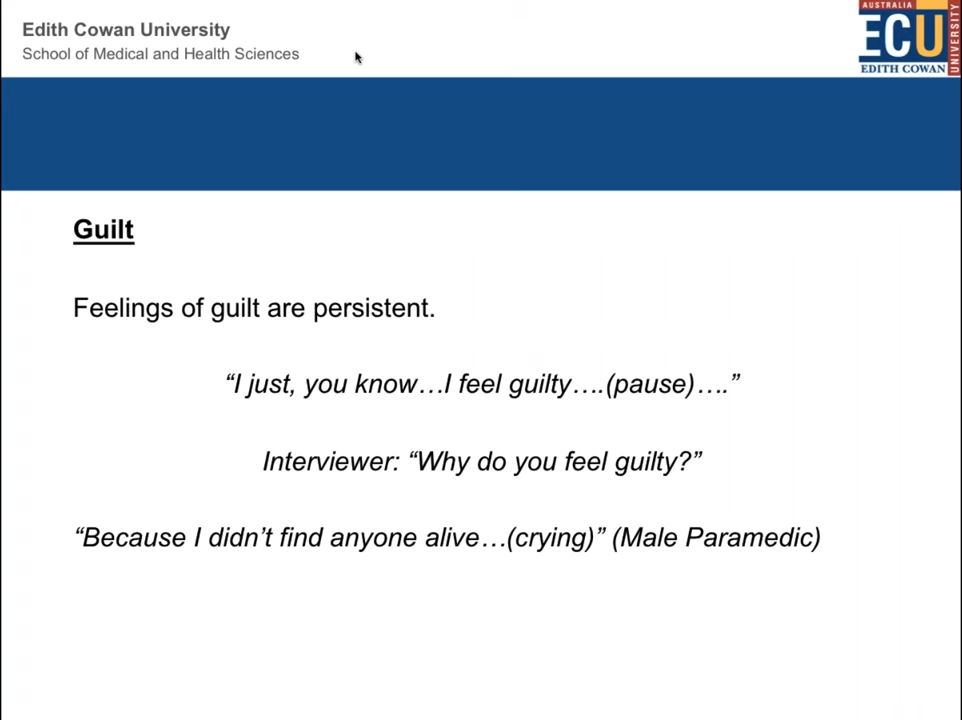 Edith Cowan University
School of Medical and Health Sciences
AUSTRALIA
ECU
EDITH COWAN
UNIVERSITY
Guilt
Feelings of guilt are persistent.
“I just, you know…I feel guilty….(pause)….”
Interviewer: “Why do you feel guilty?”
“Because I didn’t find anyone alive…(crying)” (Male Paramedic)